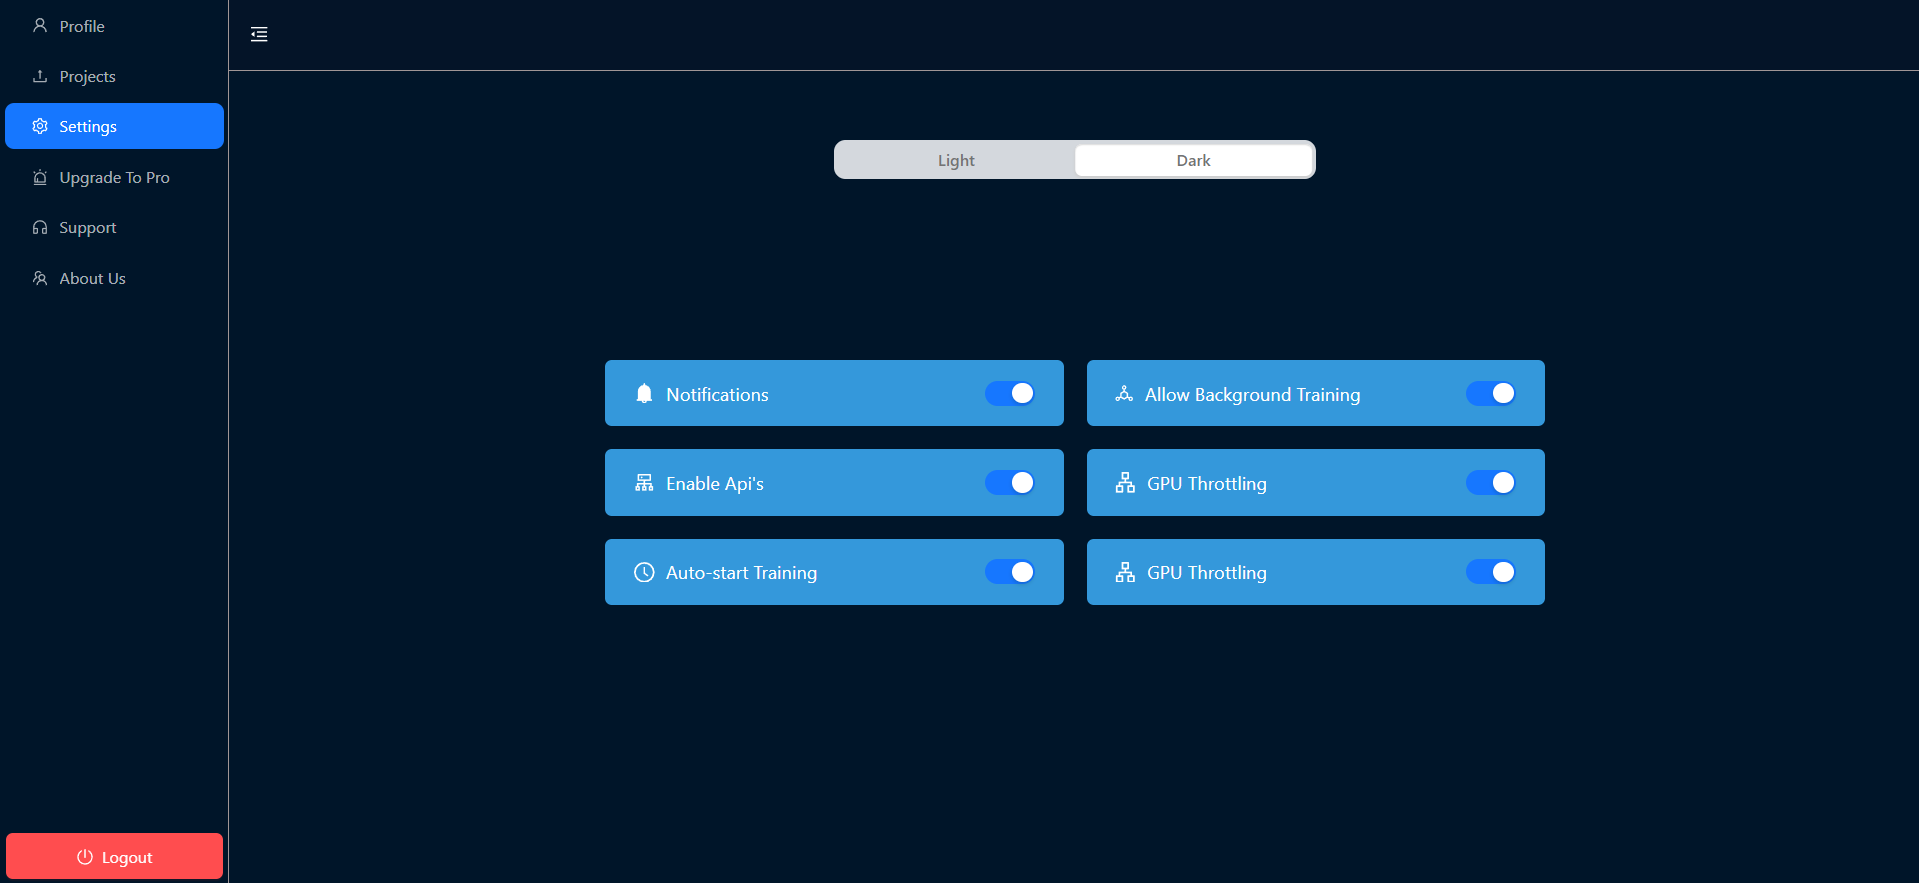 Profile
Projects
Settings
Upgrade To Pro
Support
About Us
Logout
Light
Dark
Notifications
Allow Background Training
Enable Api's
GPU Throttling
Auto-start Training
GPU Throttling